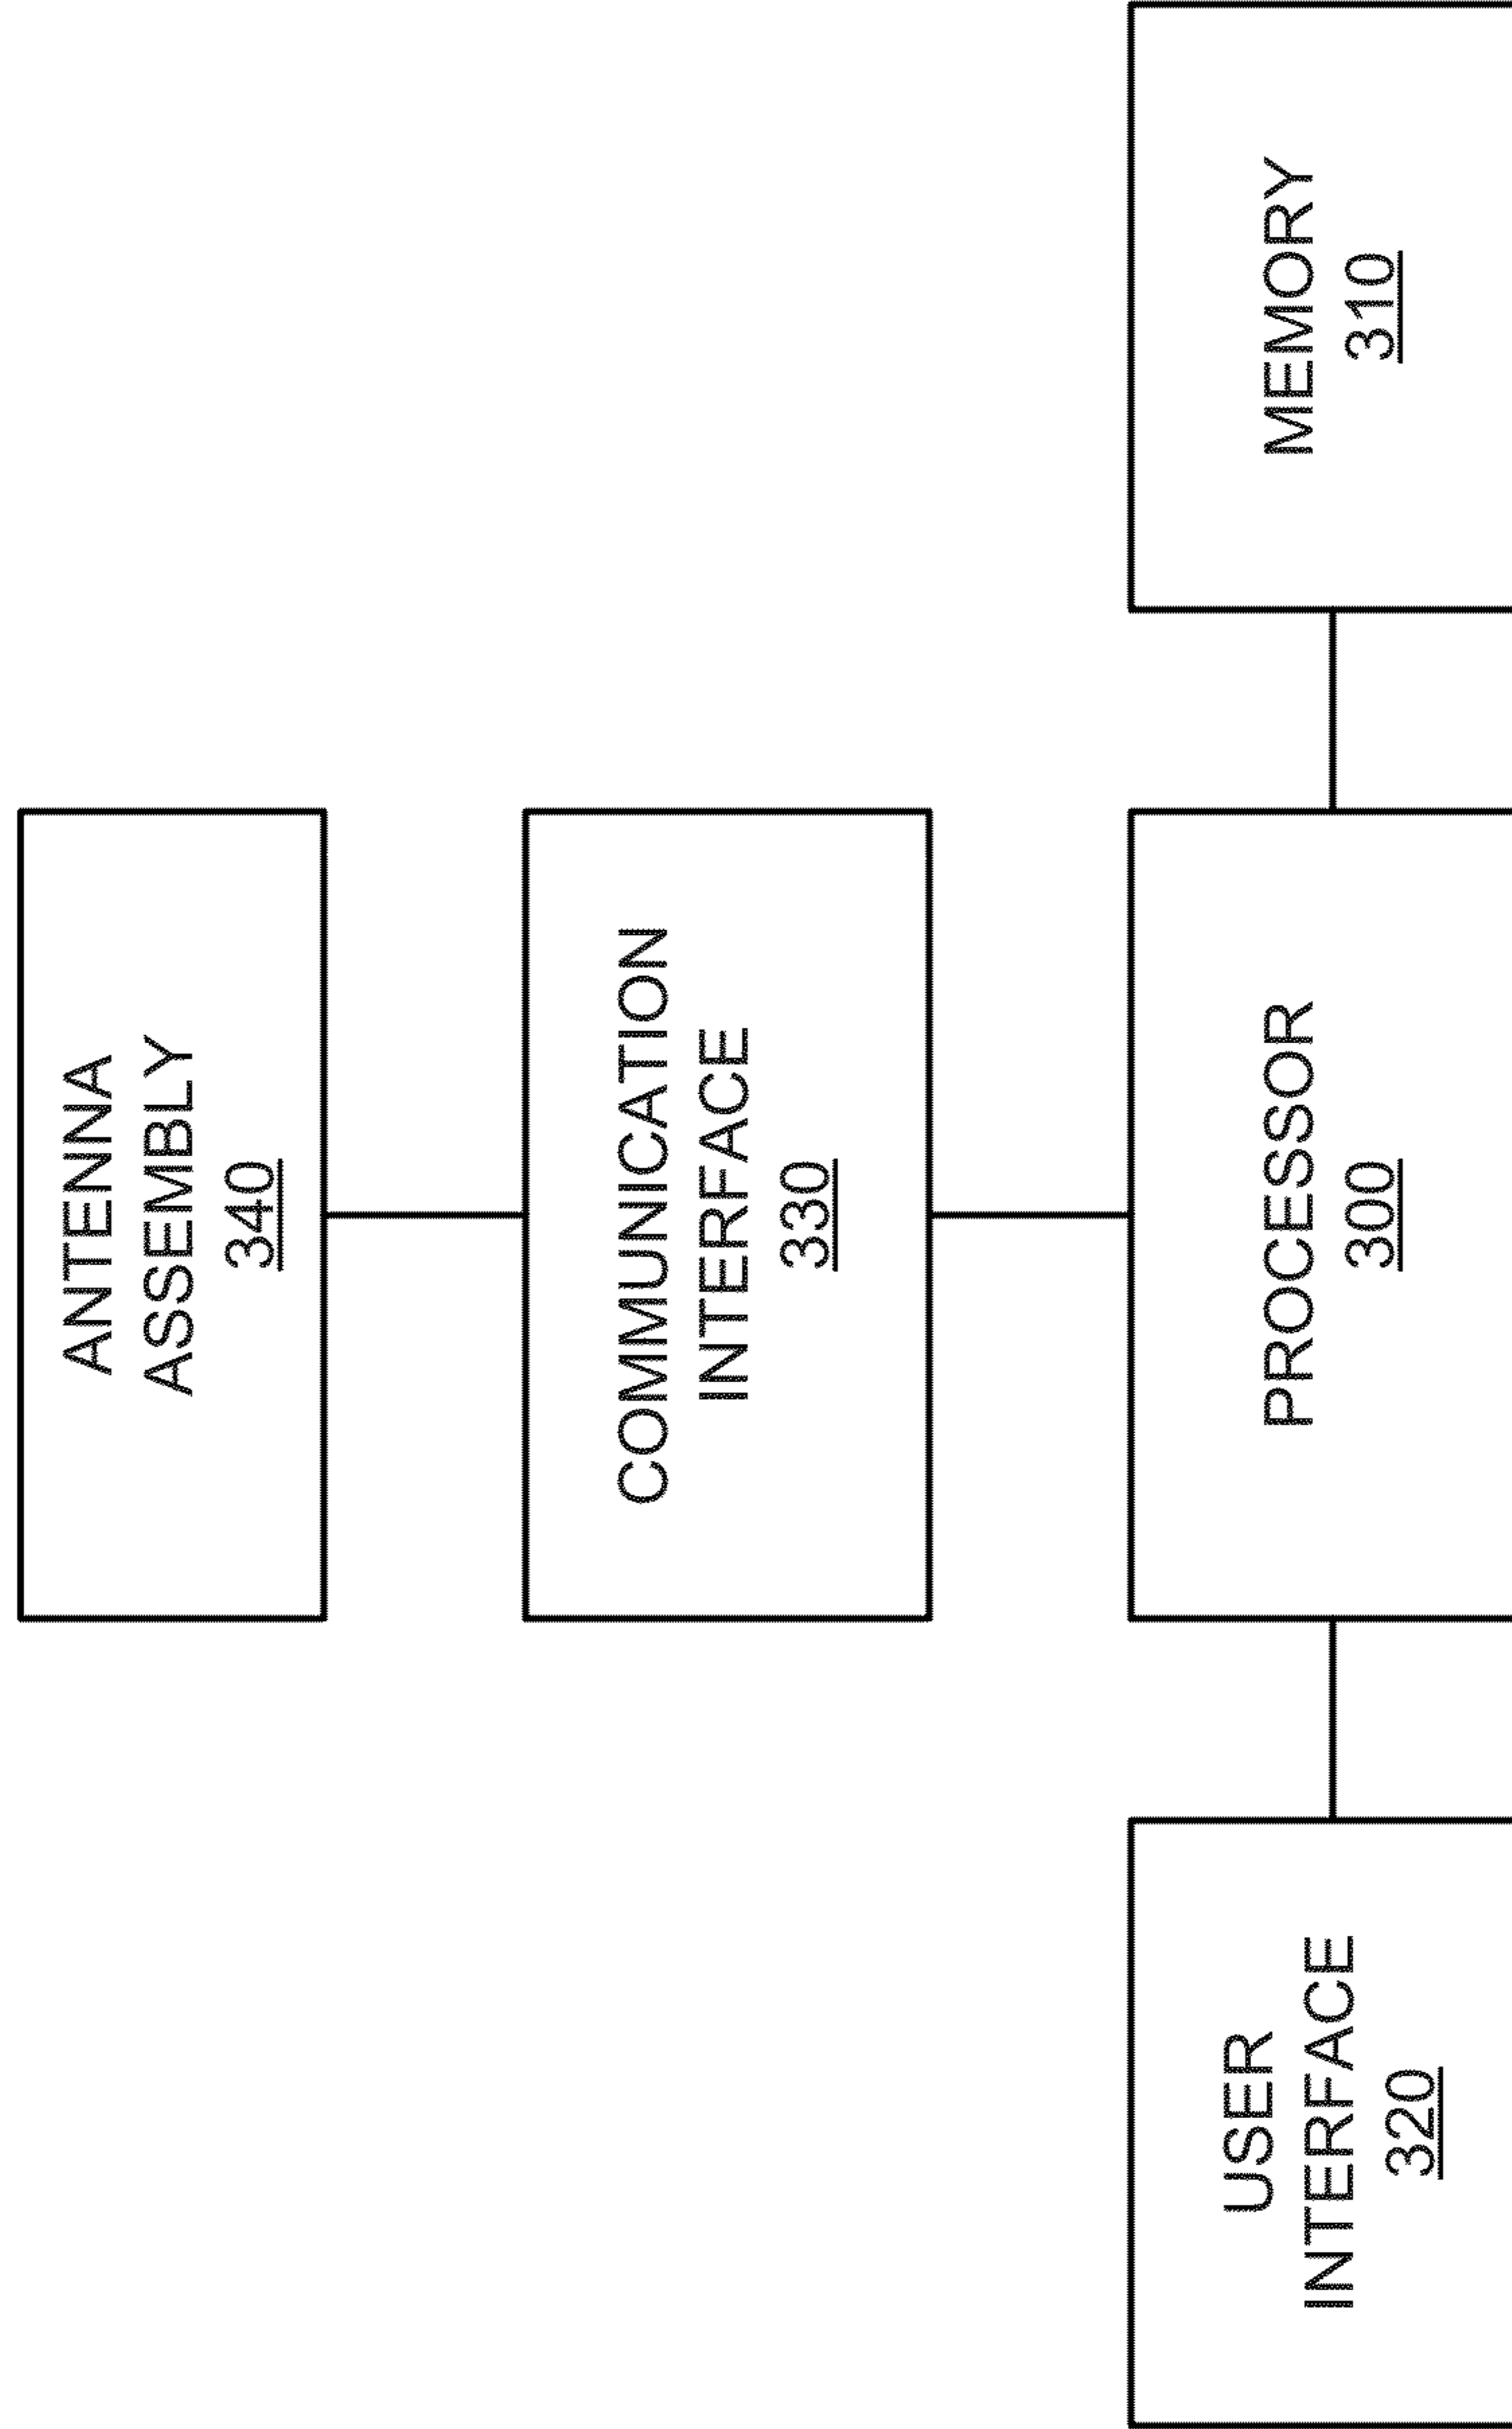 ANTENNA
ASSEMBLY
340
COMMUNICATION
INTERFACE
330
USER
INTERFACE
320
PROCESSOR
300
MEMORY
310